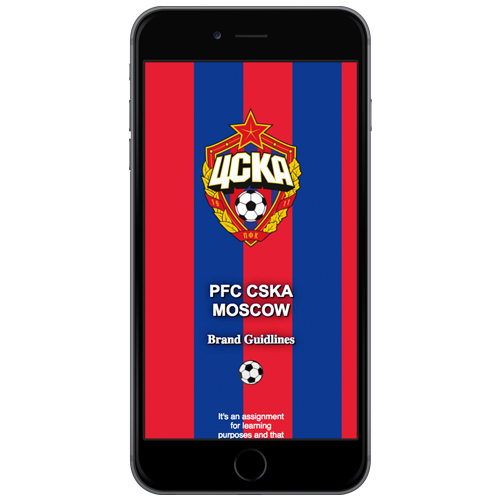 ЦСКА
19 11
ПФК
PFC CSKA
MOSCOW
Brand Guidlines
It's an assignment
for learning
purposes and that